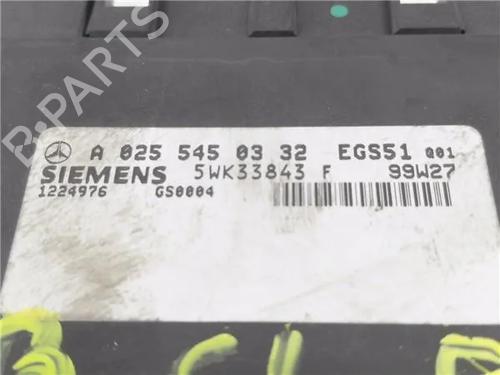 A 025 545 03 32 EGS51 Q01
SIEMENS 5WK33843 F 99W27
1224976 GS0004
B-Parts